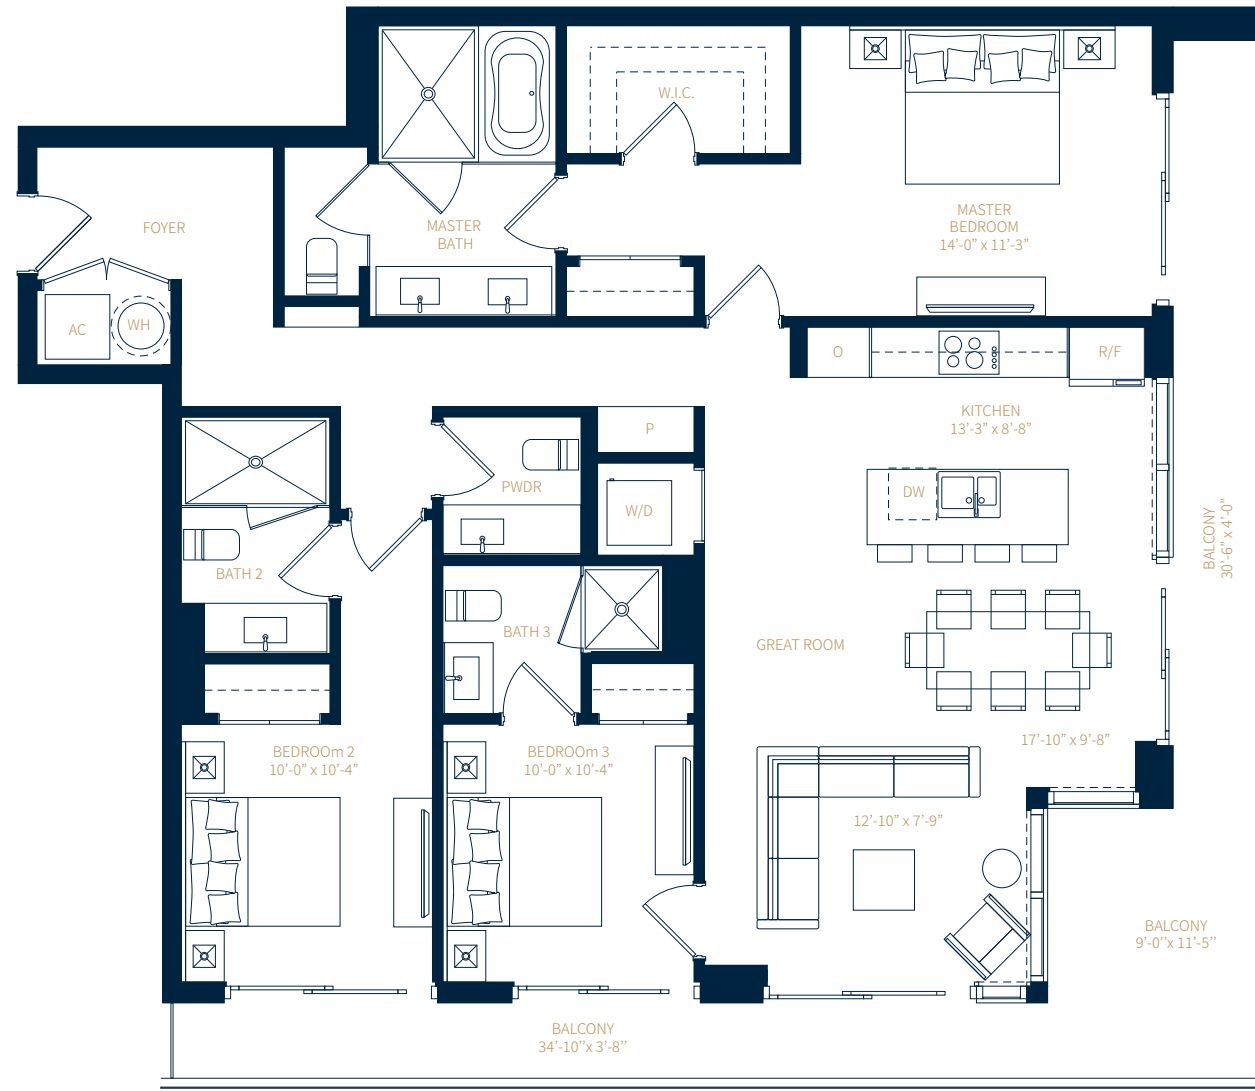 W.I.C.
FOYER
MASTER
BATH
MASTER
BEDROOM
14'-0” x 11'-3”
AC
WH
O
R/F
KITCHEN
13'-3” x 8'-8”
P
PWDR
W/D
DW
BATH 2
BALCONY
30'-6” x 4'-0”
BATH 3
GREAT ROOM
17'-10” x 9'-8”
BEDROOm 2
10'-0” x 10'-4”
BEDROOm 3
10'-0” x 10'-4”
12'-10” x 7'-9”
BALCONY
9'-0''x 11'-5''
BALCONY
34'-10''x 3'-8''